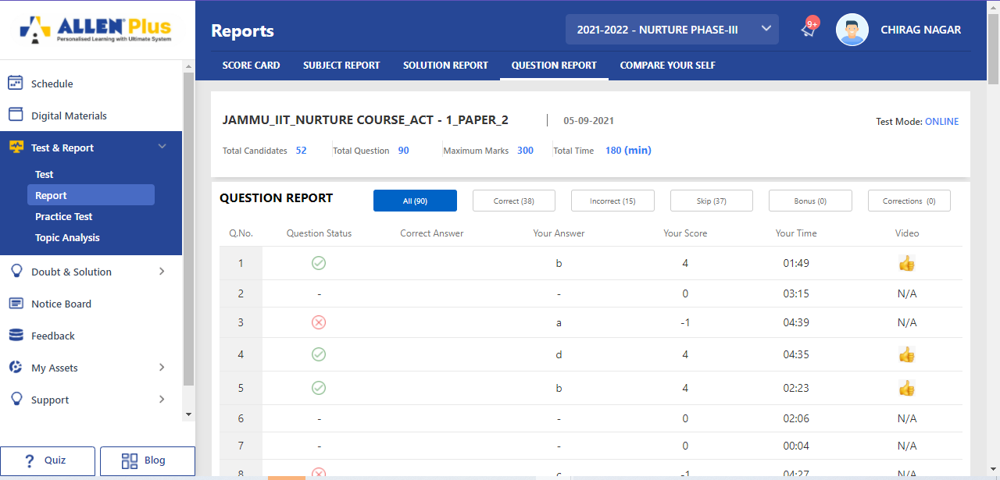 ALLEN Plus
Personalised Learning with Ultimate System
Schedule
Digital Materials
Test & Report
Test
Report
Practice Test
Topic Analysis
Doubt & Solution
Notice Board
Feedback
My Assets
Support
? Quiz
Blog
Reports
2021-2022 - NURTURE PHASE-III
9+
CHIRAG NAGAR
SCORE CARD SUBJECT REPORT SOLUTION REPORT QUESTION REPORT COMPARE YOUR SELF
JAMMU_IIT_NURTURE COURSE_ACT - 1_PAPER_2 | 05-09-2021
Test Mode: ONLINE
Total Candidates 52 Total Question 90 Maximum Marks 300 Total Time 180 (min)
QUESTION REPORT All (90) Correct (38) Incorrect (15) Skip (37) Bonus (0) Corrections (0)
Q.No. Question Status Correct Answer Your Answer Your Score Your Time Video
1 b 4 01:49
2 - - 0 03:15 N/A
3 a -1 04:39 N/A
4 d 4 04:35
5 b 4 02:23
6 - - 0 02:06 N/A
7 - - 0 00:04 N/A
8 c -1 04:27 N/A